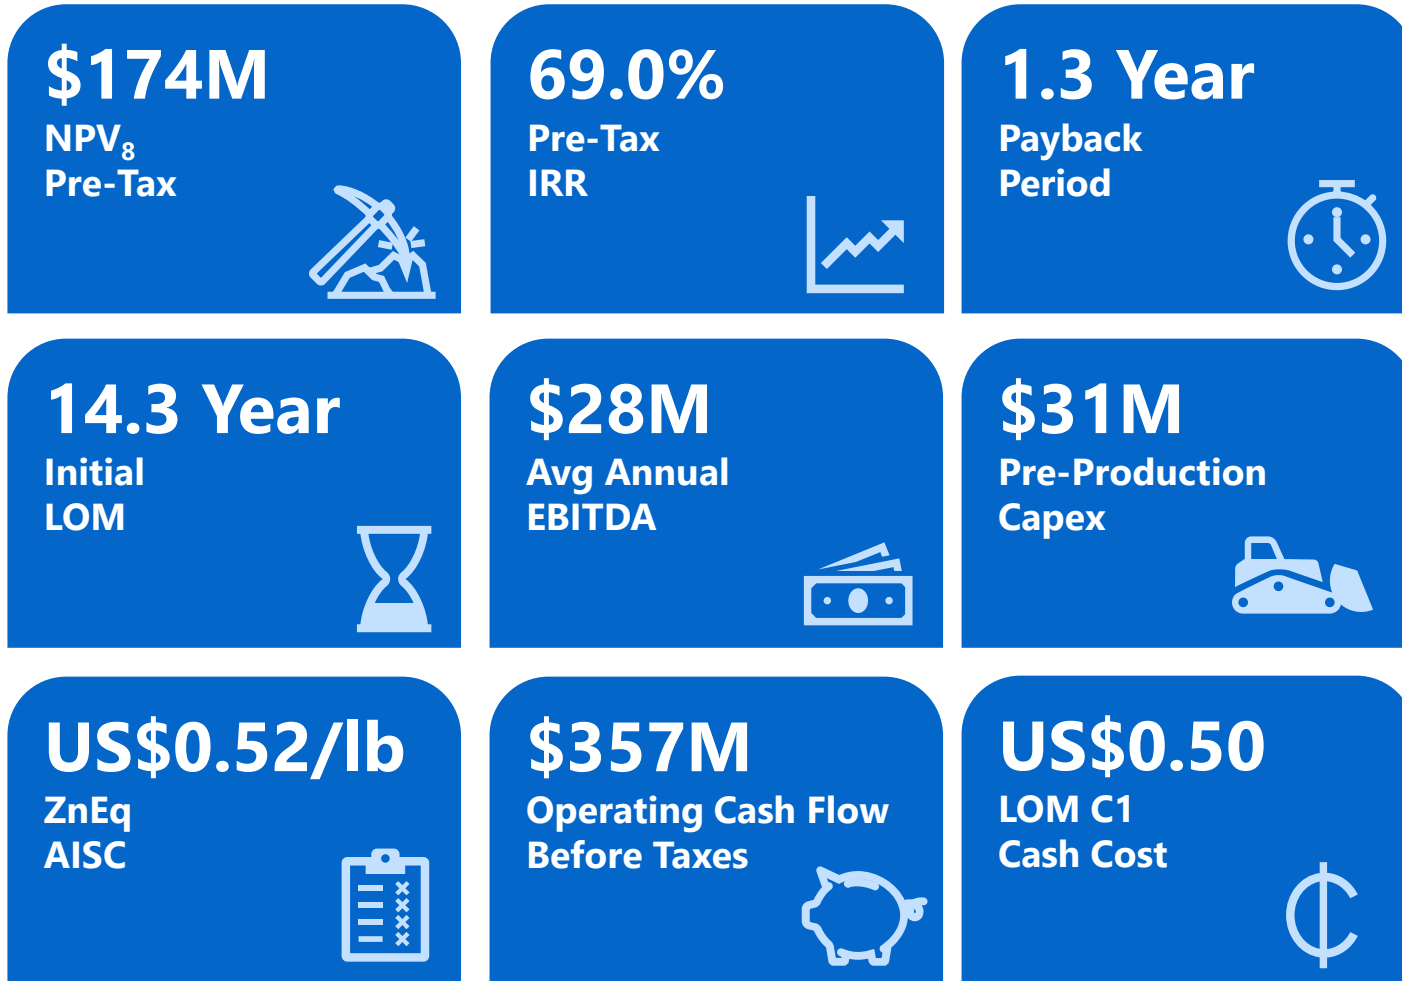 $174M
NPV₈
Pre-Tax
69.0%
Pre-Tax
IRR
1.3 Year
Payback
Period
14.3 Year
Initial
LOM
$28M
Avg Annual
EBITDA
$31M
Pre-Production
Capex
US$0.52/lb
ZnEq
AISC
$357M
Operating Cash Flow
Before Taxes
US$0.50
LOM C1
Cash Cost